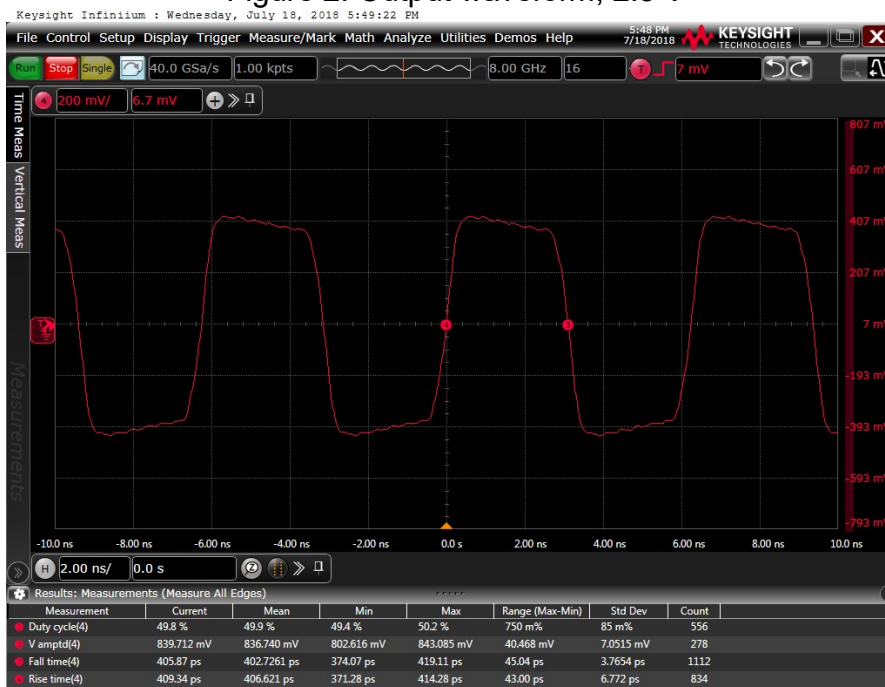 Figure 2. Output waveform, 2.5 V
Keysight Infiniium : Wednesday, July 18, 2018 5:49:22 PM
File Control Setup Display Trigger Measure/Mark Math Analyze Utilities Demos Help 5:48 PM 7/18/2018 KEYSIGHT TECHNOLOGIES
Run Stop Single 40.0 GSa/s 1.00 kpts 8.00 GHz 16 T 7 mV
4 200 mV/ 6.7 mV
Time Meas
Vertical Meas
Measurements
807 m
607 m
407 m
207 m
7 m
-193 m
-393 m
-593 m
-793 m
T
4 3
-10.0 ns -8.00 ns -6.00 ns -4.00 ns -2.00 ns 0.0 s 2.00 ns 4.00 ns 6.00 ns 8.00 ns 10.0 ns
H 2.00 ns/ 0.0 s
Results: Measurements (Measure All Edges)
Measurement Current Mean Min Max Range (Max-Min) Std Dev Count
1 Duty cycle(4) 49.8 % 49.9 % 49.4 % 50.2 % 750 m% 85 m% 556
2 V amptd(4) 839.712 mV 836.740 mV 802.616 mV 843.085 mV 40.468 mV 7.0515 mV 278
3 Fall time(4) 405.87 ps 402.7261 ps 374.07 ps 419.11 ps 45.04 ps 3.7654 ps 1112
4 Rise time(4) 409.34 ps 406.621 ps 371.28 ps 414.28 ps 43.00 ps 6.772 ps 834